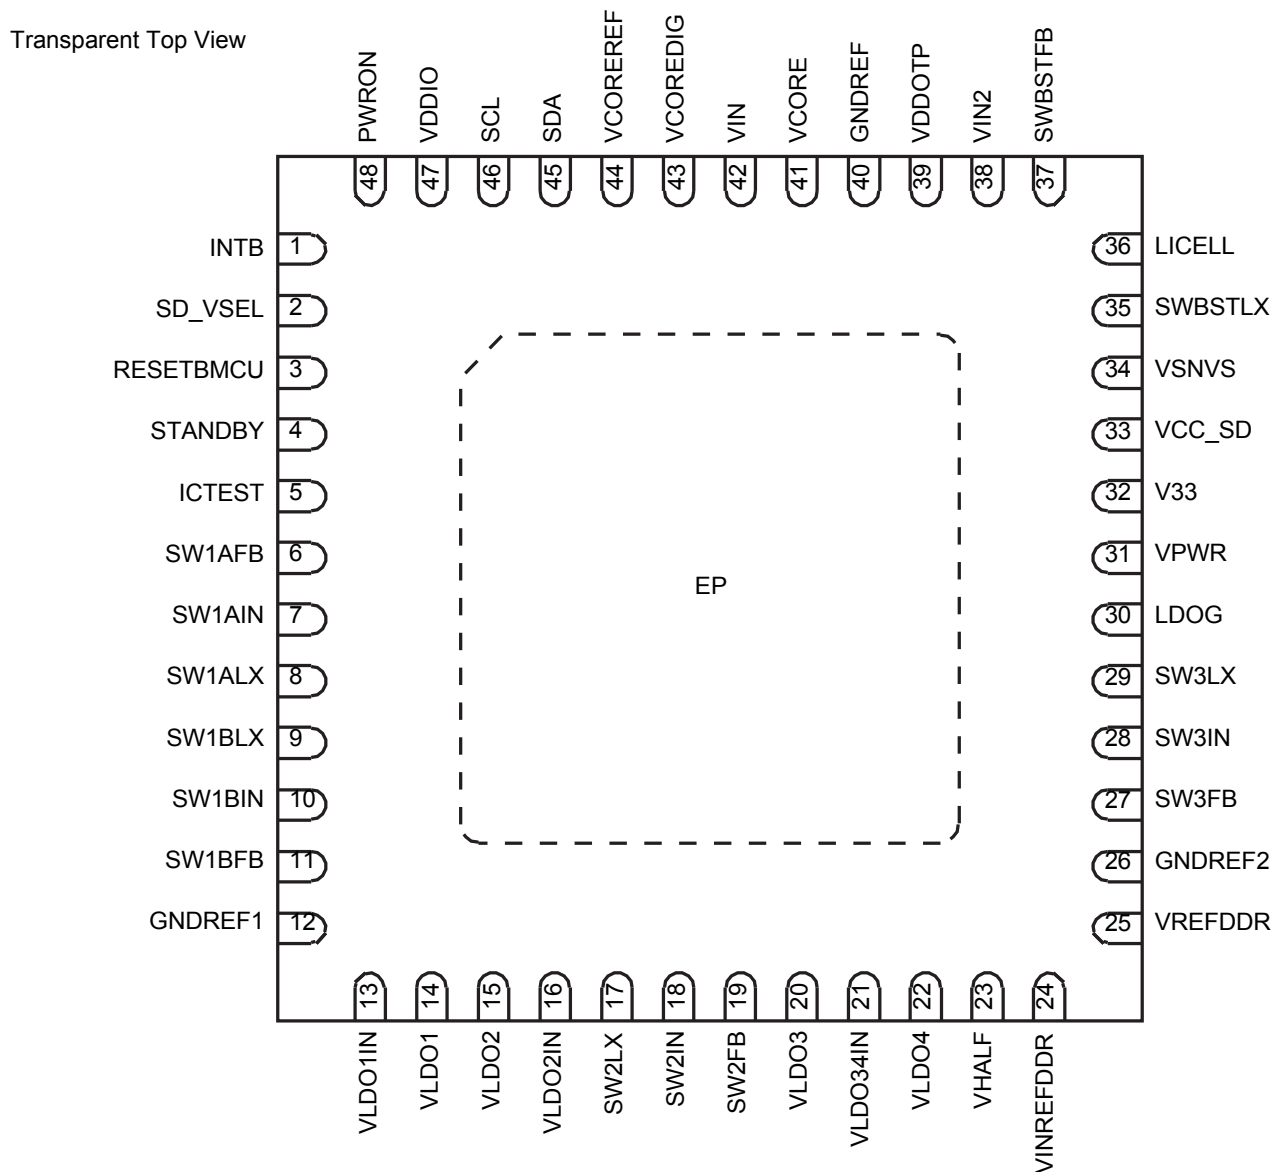 Transparent Top View
PWRON
VDDIO
SCL
SDA
VCOREREF
VCOREDIG
VIN
VCORE
GNDREF
VDDOTP
VIN2
SWBSTFB
48
47
46
45
44
43
42
41
40
39
38
37
INTB 1
SD_VSEL 2
RESETBMCU 3
STANDBY 4
ICTEST 5
SW1AFB 6
SW1AIN 7
SW1ALX 8
SW1BLX 9
SW1BIN 10
SW1BFB 11
GNDREF1 12
EP
36 LICELL
35 SWBSTLX
34 VSNVS
33 VCC_SD
32 V33
31 VPWR
30 LDOG
29 SW3LX
28 SW3IN
27 SW3FB
26 GNDREF2
25 VREFDDR
13
14
15
16
17
18
19
20
21
22
23
24
VLDO1IN
VLDO1
VLDO2
VLDO2IN
SW2LX
SW2IN
SW2FB
VLDO3
VLDO34IN
VLDO4
VHALF
VINREFDDR